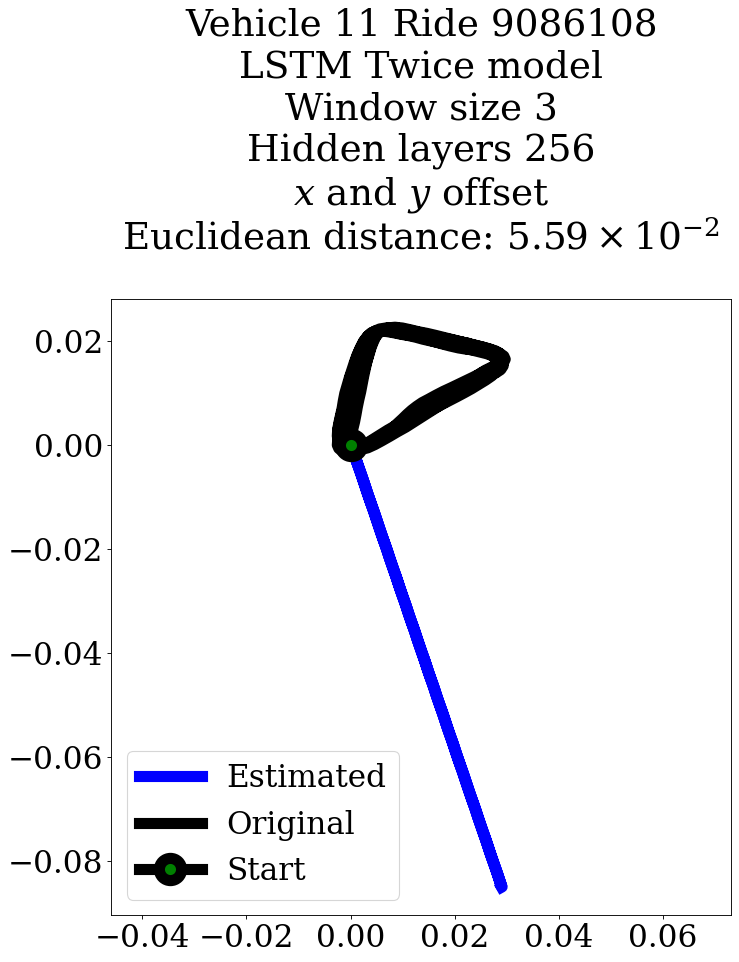 Vehicle 11 Ride 9086108
LSTM Twice model
Window size 3
Hidden layers 256
x and y offset
Euclidean distance: 5.59 × 10⁻²
0.02
0.00
−0.02
−0.04
−0.06
−0.08
Estimated
Original
Start
−0.04 −0.02 0.00 0.02 0.04 0.06